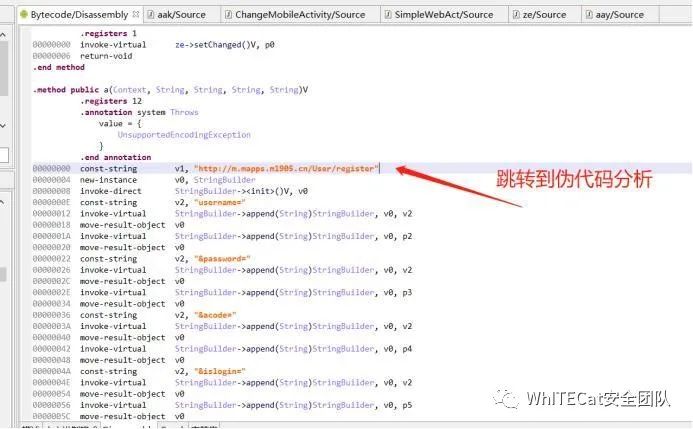 Bytecode/Disassembly aak/Source ChangeMobileActivity/Source SimpleWebAct/Source ze/Source aay/Source
.registers 1
00000000 invoke-virtual ze->setChanged()V, p0
00000006 return-void
.end method
.method public a(Context, String, String, String, String)V
.registers 12
.annotation system Throws
value = {
UnsupportedEncodingException
}
.end annotation
00000000 const-string v1, "http://m.mapps.m1905.cn/User/register"
00000004 new-instance v0, StringBuilder
00000008 invoke-direct StringBuilder-><init>()V, v0
0000000E const-string v2, "username="
00000012 invoke-virtual StringBuilder->append(String)StringBuilder, v0, v2
00000018 move-result-object v0
0000001A invoke-virtual StringBuilder->append(String)StringBuilder, v0, p2
00000020 move-result-object v0
00000022 const-string v2, "&password="
00000026 invoke-virtual StringBuilder->append(String)StringBuilder, v0, v2
0000002C move-result-object v0
0000002E invoke-virtual StringBuilder->append(String)StringBuilder, v0, p3
00000034 move-result-object v0
00000036 const-string v2, "&acode="
0000003A invoke-virtual StringBuilder->append(String)StringBuilder, v0, v2
00000040 move-result-object v0
00000042 invoke-virtual StringBuilder->append(String)StringBuilder, v0, p4
00000048 move-result-object v0
0000004A const-string v2, "&islogin="
0000004E invoke-virtual StringBuilder->append(String)StringBuilder, v0, v2
00000054 move-result-object v0
00000056 invoke-virtual StringBuilder->append(String)StringBuilder, v0, p5
0000005C move-result-object v0
跳转到伪代码分析
WhITECat安全团队